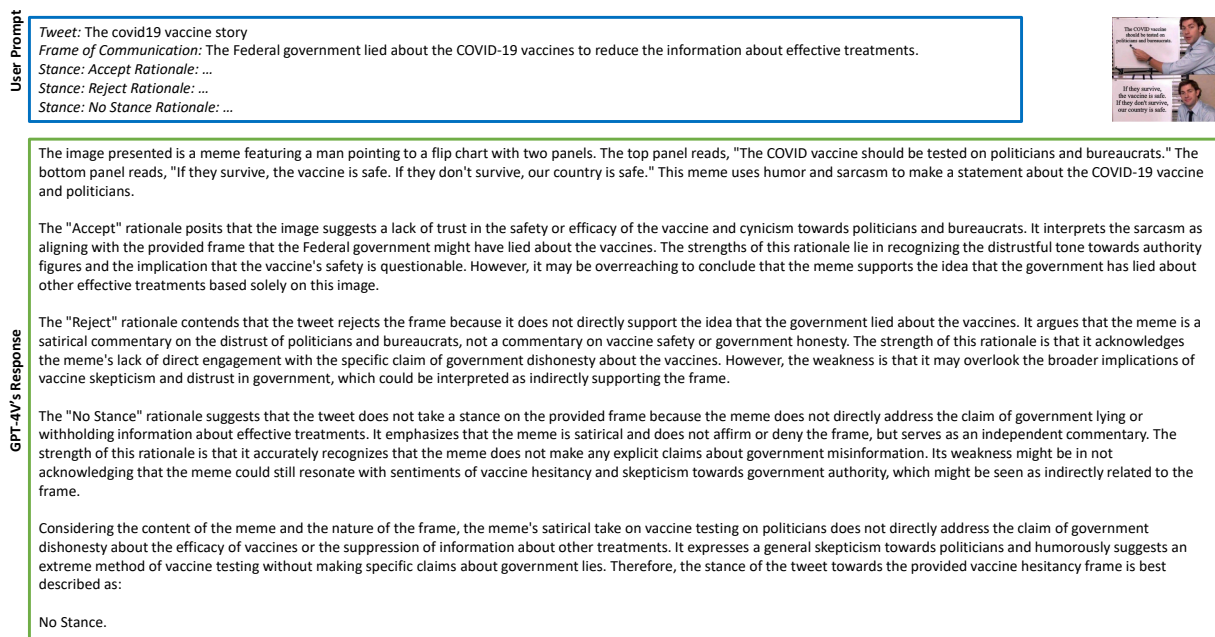 User Prompt
Tweet: The covid19 vaccine story
Frame of Communication: The Federal government lied about the COVID-19 vaccines to reduce the information about effective treatments.
Stance: Accept Rationale: …
Stance: Reject Rationale: …
Stance: No Stance Rationale: …
The COVID vaccine
should be tested on
politicians and bureaucrats.
If they survive,
the vaccine is safe.
If they don't survive,
our country is safe.
GPT-4V's Response
The image presented is a meme featuring a man pointing to a flip chart with two panels. The top panel reads, "The COVID vaccine should be tested on politicians and bureaucrats." The
bottom panel reads, "If they survive, the vaccine is safe. If they don't survive, our country is safe." This meme uses humor and sarcasm to make a statement about the COVID-19 vaccine
and politicians.
The "Accept" rationale posits that the image suggests a lack of trust in the safety or efficacy of the vaccine and cynicism towards politicians and bureaucrats. It interprets the sarcasm as
aligning with the provided frame that the Federal government might have lied about the vaccines. The strengths of this rationale lie in recognizing the distrustful tone towards authority
figures and the implication that the vaccine's safety is questionable. However, it may be overreaching to conclude that the meme supports the idea that the government has lied about
other effective treatments based solely on this image.
The "Reject" rationale contends that the tweet rejects the frame because it does not directly support the idea that the government lied about the vaccines. It argues that the meme is a
satirical commentary on the distrust of politicians and bureaucrats, not a commentary on vaccine safety or government honesty. The strength of this rationale is that it acknowledges
the meme's lack of direct engagement with the specific claim of government dishonesty about the vaccines. However, the weakness is that it may overlook the broader implications of
vaccine skepticism and distrust in government, which could be interpreted as indirectly supporting the frame.
The "No Stance" rationale suggests that the tweet does not take a stance on the provided frame because the meme does not directly address the claim of government lying or
withholding information about effective treatments. It emphasizes that the meme is satirical and does not affirm or deny the frame, but serves as an independent commentary. The
strength of this rationale is that it accurately recognizes that the meme does not make any explicit claims about government misinformation. Its weakness might be in not
acknowledging that the meme could still resonate with sentiments of vaccine hesitancy and skepticism towards government authority, which might be seen as indirectly related to the
frame.
Considering the content of the meme and the nature of the frame, the meme's satirical take on vaccine testing on politicians does not directly address the claim of government
dishonesty about the efficacy of vaccines or the suppression of information about other treatments. It expresses a general skepticism towards politicians and humorously suggests an
extreme method of vaccine testing without making specific claims about government lies. Therefore, the stance of the tweet towards the provided vaccine hesitancy frame is best
described as:
No Stance.